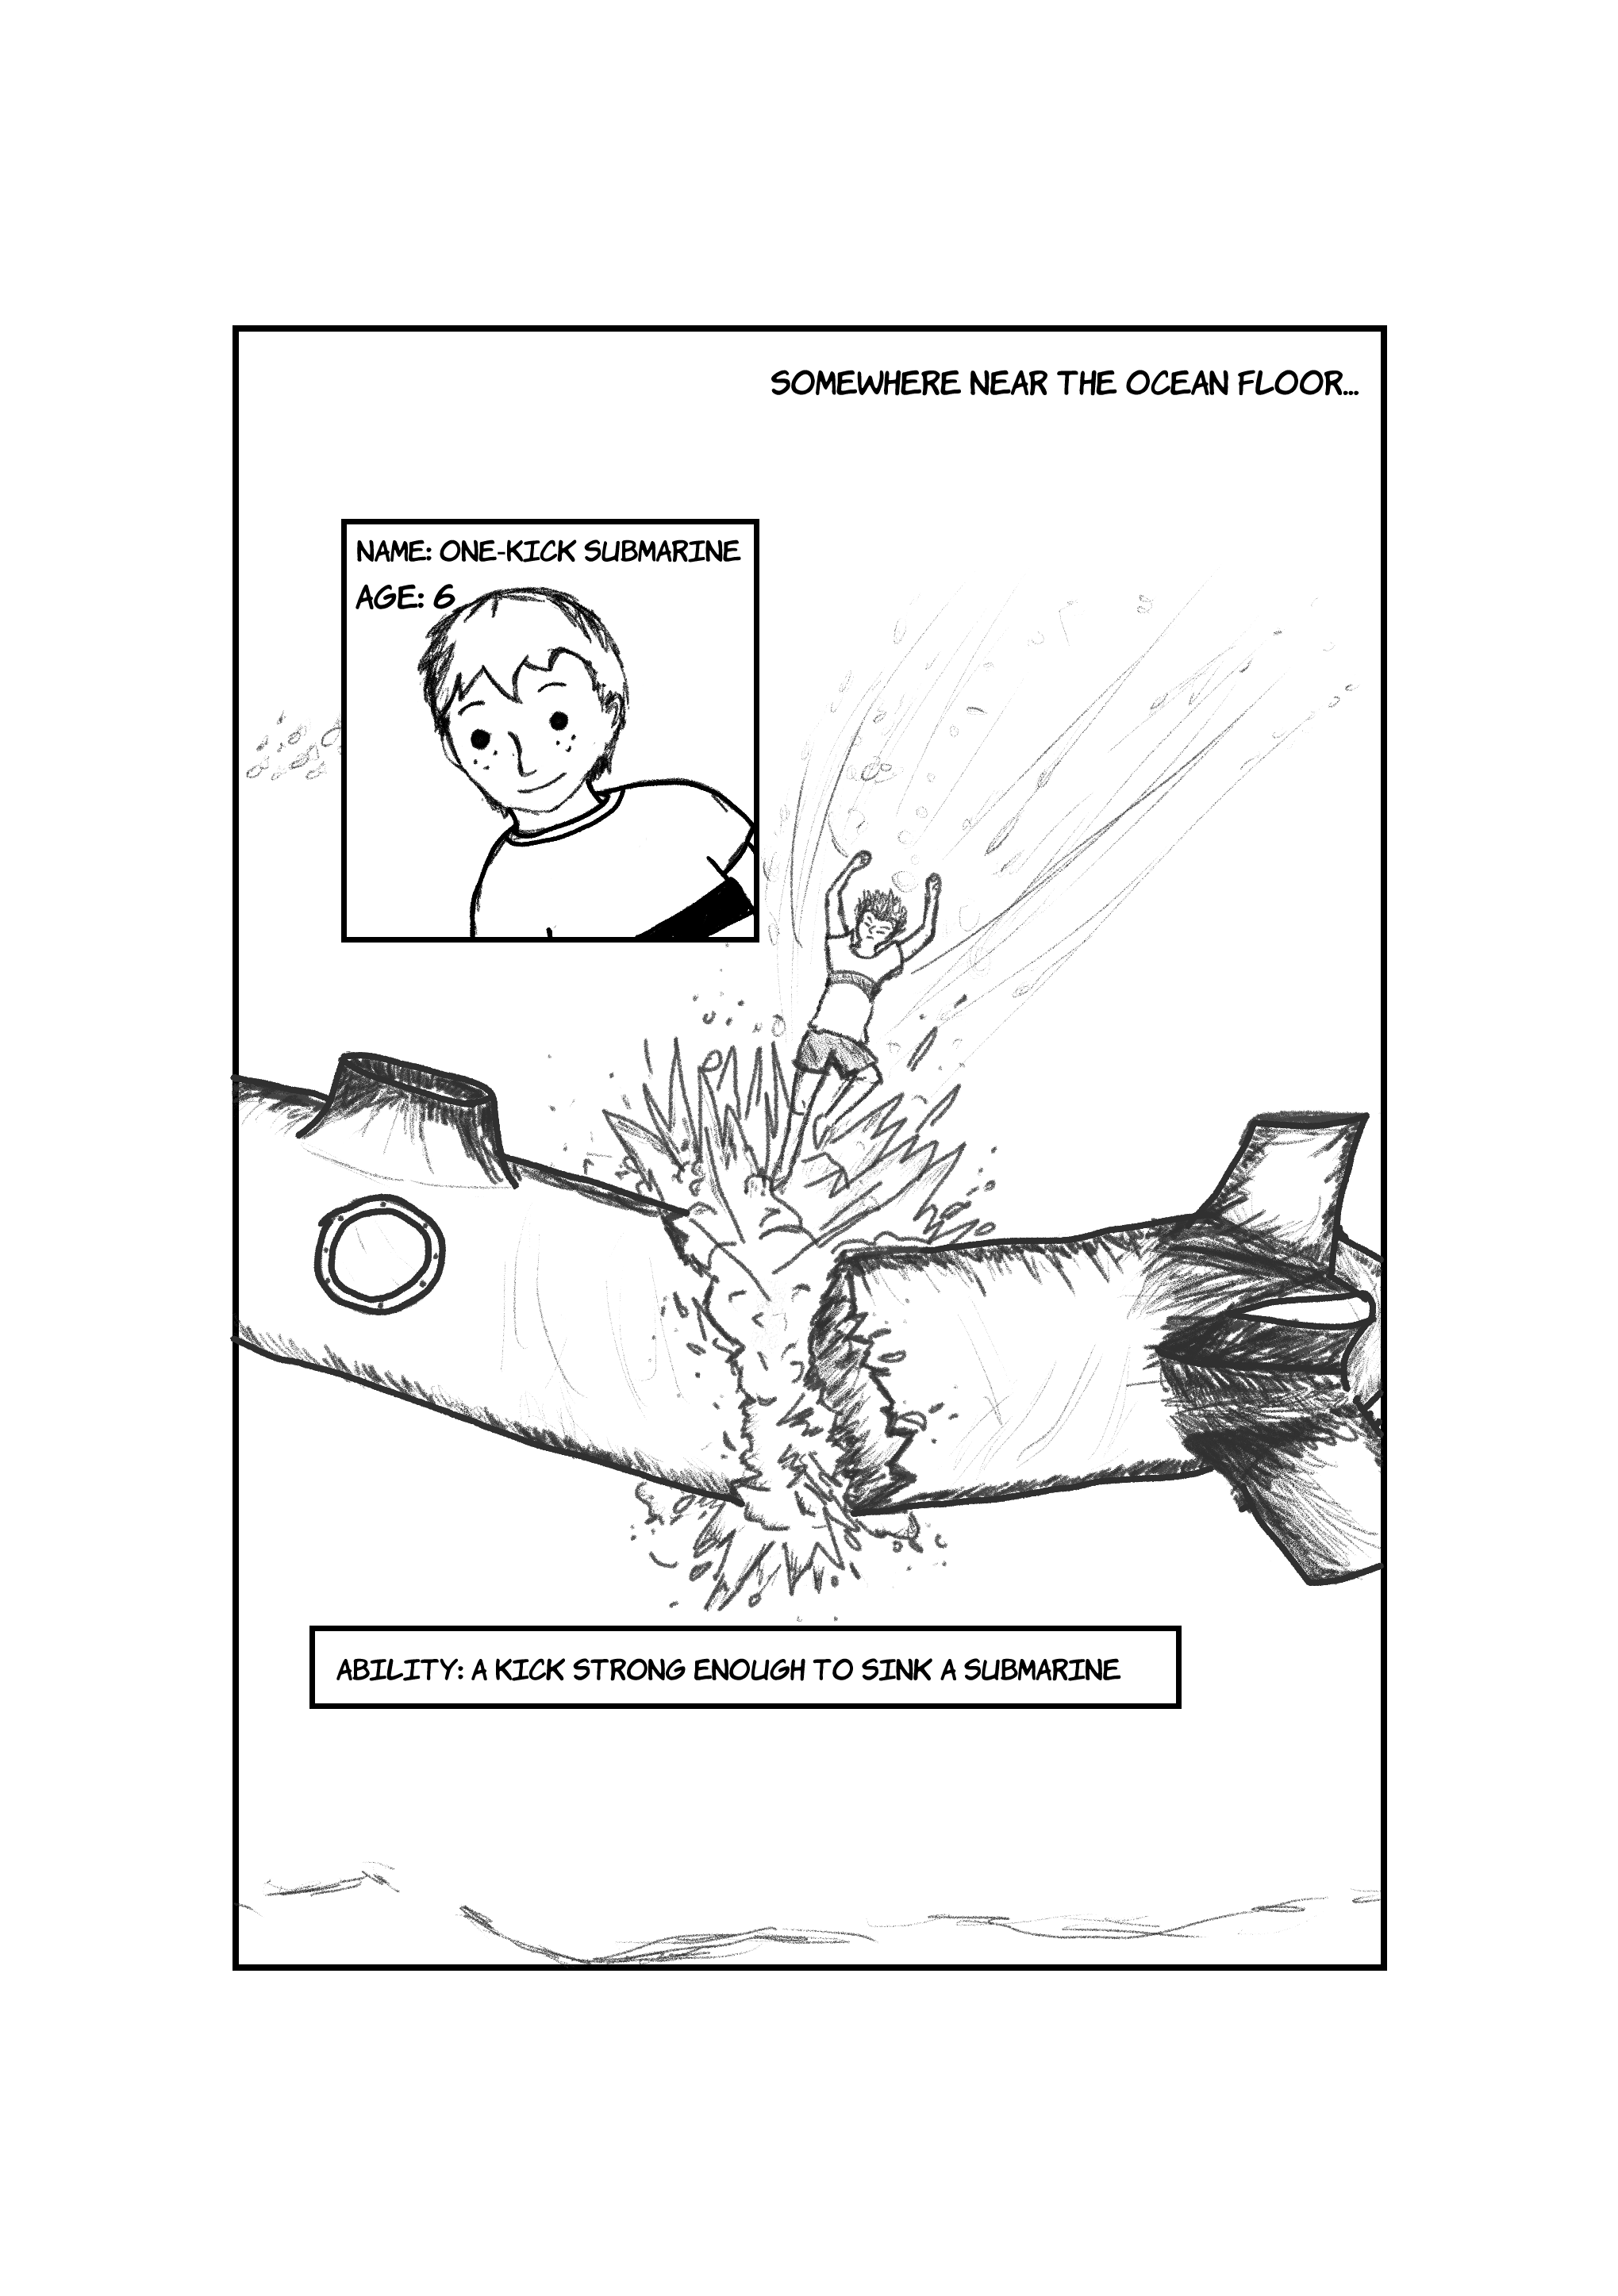 SOMEWHERE NEAR THE OCEAN FLOOR...
NAME: ONE-KICK SUBMARINE
AGE: 6
ABILITY: A KICK STRONG ENOUGH TO SINK A SUBMARINE